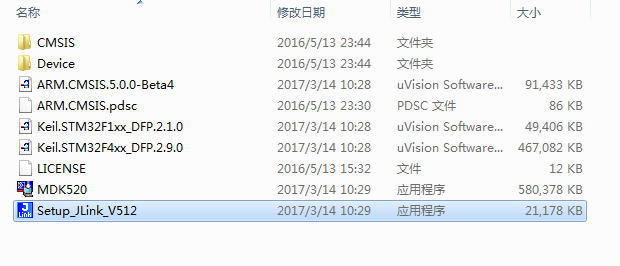 名称 修改日期 类型 大小
CMSIS 2016/5/13 23:44 文件夹
Device 2016/5/13 23:44 文件夹
ARM.CMSIS.5.0.0-Beta4 2017/3/14 10:28 uVision Software... 91,433 KB
ARM.CMSIS.pdsc 2016/5/13 23:30 PDSC 文件 86 KB
Keil.STM32F1xx_DFP.2.1.0 2017/3/14 10:28 uVision Software... 49,406 KB
Keil.STM32F4xx_DFP.2.9.0 2017/3/14 10:28 uVision Software... 467,082 KB
LICENSE 2016/5/13 15:32 文件 12 KB
MDK520 2017/3/14 10:29 应用程序 580,378 KB
Setup_JLink_V512 2017/3/14 10:29 应用程序 21,178 KB